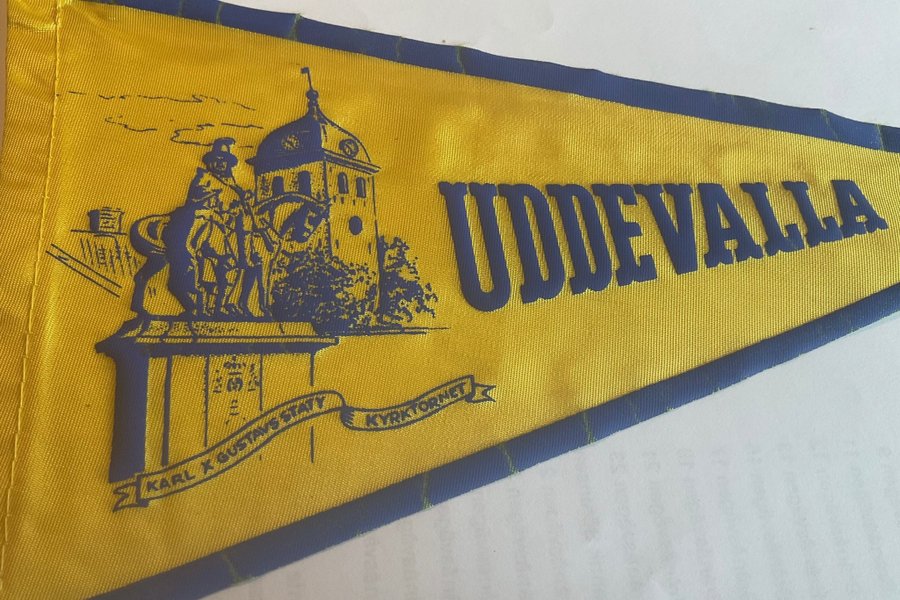 UDDEVALLA
KARL X GUSTAVS STATY
KYRKTORNET